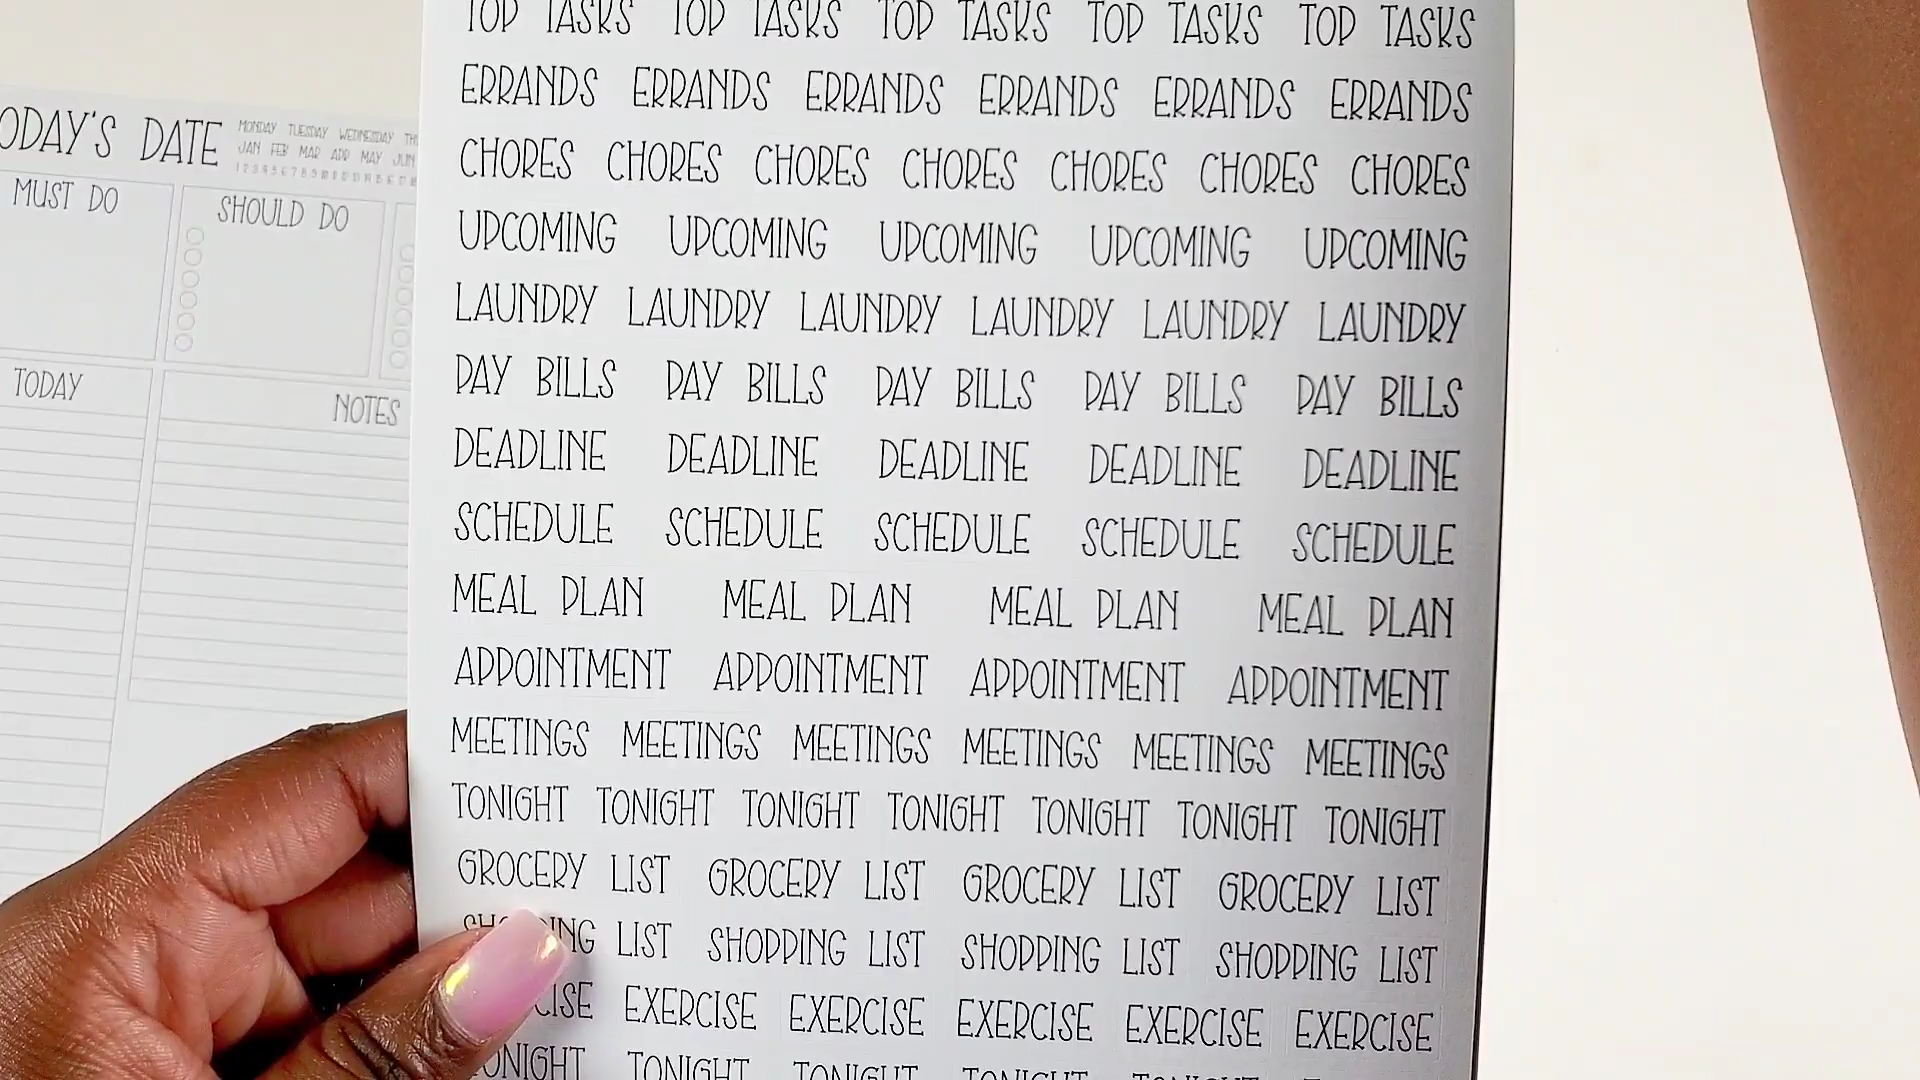 TOP TASKS TOP TASKS TOP TASKS TOP TASKS TOP TASKS
ERRANDS ERRANDS ERRANDS ERRANDS ERRANDS ERRANDS
CHORES CHORES CHORES CHORES CHORES CHORES CHORES
UPCOMING UPCOMING UPCOMING UPCOMING UPCOMING
LAUNDRY LAUNDRY LAUNDRY LAUNDRY LAUNDRY LAUNDRY
PAY BILLS PAY BILLS PAY BILLS PAY BILLS PAY BILLS
DEADLINE DEADLINE DEADLINE DEADLINE DEADLINE
SCHEDULE SCHEDULE SCHEDULE SCHEDULE SCHEDULE
MEAL PLAN MEAL PLAN MEAL PLAN MEAL PLAN
APPOINTMENT APPOINTMENT APPOINTMENT APPOINTMENT
MEETINGS MEETINGS MEETINGS MEETINGS MEETINGS MEETINGS
TONIGHT TONIGHT TONIGHT TONIGHT TONIGHT TONIGHT TONIGHT
GROCERY LIST GROCERY LIST GROCERY LIST GROCERY LIST
LIST SHOPPING LIST SHOPPING LIST SHOPPING LIST
EXERCISE EXERCISE EXERCISE EXERCISE EXERCISE
TONIGHT TONIGHT
ODAY'S DATE
MONDAY TUESDAY WEDNESDAY
JAN FEB MAR APR MAY JUN
MUST DO
SHOULD DO
TODAY
NOTES